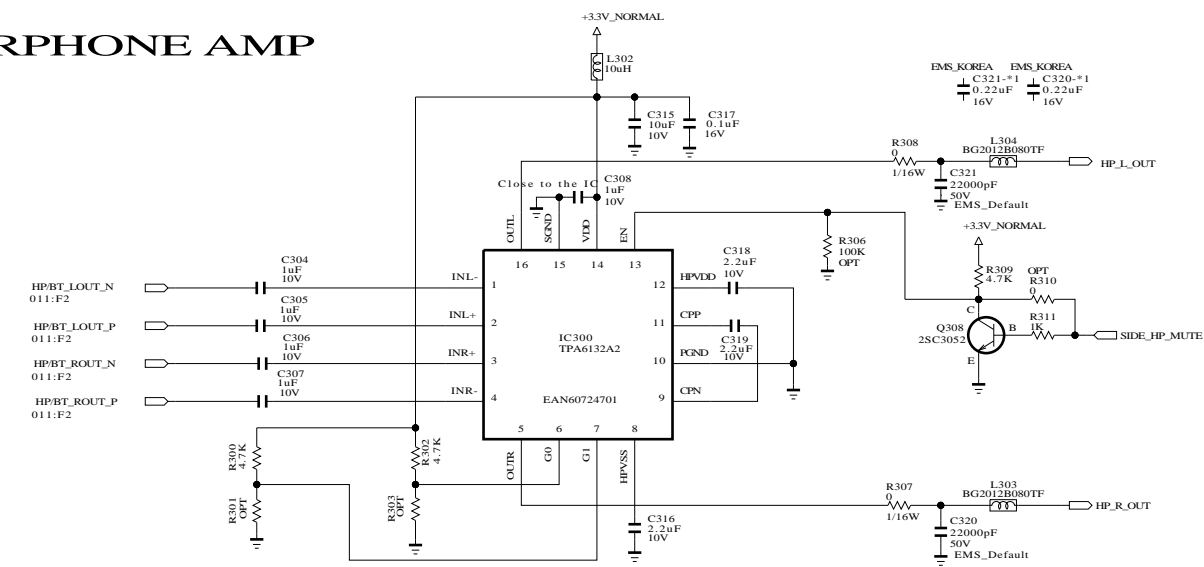 RPHONE AMP
+3.3V_NORMAL
L302
10uH
EMS_KOREA
C321-*1
0.22uF
16V
EMS_KOREA
C320-*1
0.22uF
16V
C315
10uF
10V
C317
0.1uF
16V
R308
0
1/16W
L304
BG2012B080TF
HP_L_OUT
C321
22000pF
50V
EMS_Default
Close to the IC
C308
1uF
10V
OUTL
SGND
VDD
EN
16
15
14
13
R306
100K
OPT
+3.3V_NORMAL
R309
4.7K
OPT
R310
0
R311
1K
C
B
E
Q308
2SC3052
SIDE_HP_MUTE
HP/BT_LOUT_N
011:F2
C304
1uF
10V
INL-
1
HP/BT_LOUT_P
011:F2
C305
1uF
10V
INL+
2
HP/BT_ROUT_N
011:F2
C306
1uF
10V
INR+
3
HP/BT_ROUT_P
011:F2
C307
1uF
10V
INR-
4
IC300
TPA6132A2
EAN60724701
12
HPVDD
C318
2.2uF
10V
11
CPP
C319
2.2uF
10V
10
PGND
9
CPN
5
6
7
8
OUTR
G0
G1
HPVSS
R300
4.7K
R302
4.7K
R301
OPT
R303
OPT
C316
2.2uF
10V
R307
0
1/16W
L303
BG2012B080TF
HP_R_OUT
C320
22000pF
50V
EMS_Default